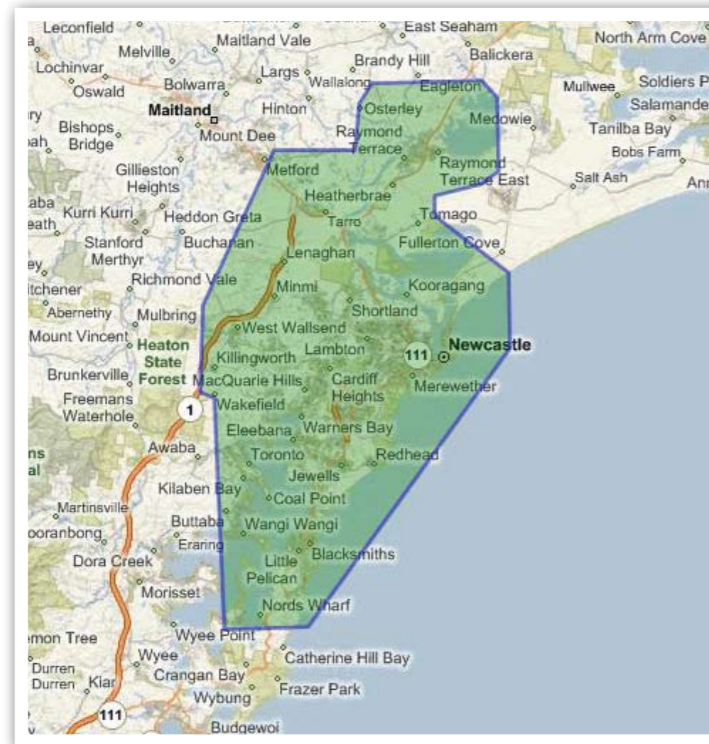 Leconfield
East Seaham
Maitland Vale
North Arm Cove
Melville
Balickera
Lochinvar
Largs
Brandy Hill
Wallalong
Oswald
Bolwarra
Eagleton
Mullwee
Soldiers P
Maitland
Hinton
Osterley
Salamande
Medowie
Bishops
Bridge
Mount Dee
Raymond
Terrace
Tanilba Bay
Bobs Farm
Gillieston
Heights
Metford
Raymond
Terrace East
Salt Ash
Heatherbrae
Kurri Kurri
Heddon Greta
Tarro
Tomago
Stanford
Merthyr
Buchanan
Fullerton Cove
Lenaghan
Richmond Vale
Minmi
Kooragang
Abernethy
Mulbring
Shortland
Mount Vincent
West Wallsend
Heaton
State
Forest
Lambton
111
Newcastle
Killingworth
Brunkerville
MacQuarie Hills
Cardiff
Heights
Merewether
Freemans
Waterhole
1
Wakefield
Eleebana
Warners Bay
Awaba
Toronto
Redhead
Jewells
Kilaben Bay
Coal Point
Martinsville
Buttaba
Wangi Wangi
ooranbong
Eraring
Dora Creek
Little
Pelican
Blacksmiths
Morisset
Nords Wharf
emon Tree
Wyee Point
Durren
Durren
Wyee
Catherine Hill Bay
Crangan Bay
Kiar
Frazer Park
Wybung
111
Budgewoi